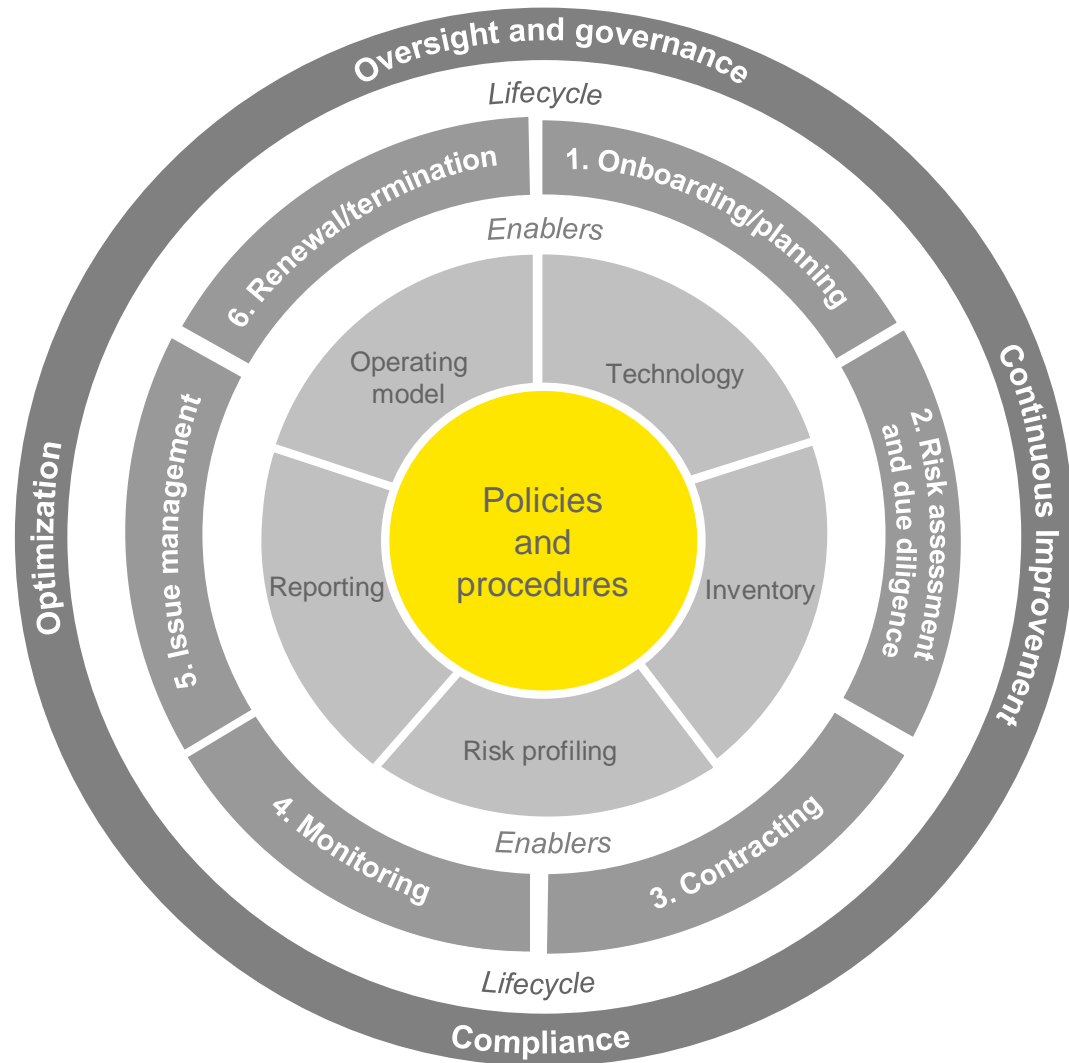 Oversight and governance
Lifecycle
1. Onboarding/planning
6. Renewal/termination
Enablers
Operating
model
Technology
Continuous Improvement
2. Risk assessment
and due diligence
Optimization
5. Issue management
Policies
and
procedures
Reporting
Inventory
Risk profiling
4. Monitoring
Enablers
3. Contracting
Lifecycle
Compliance